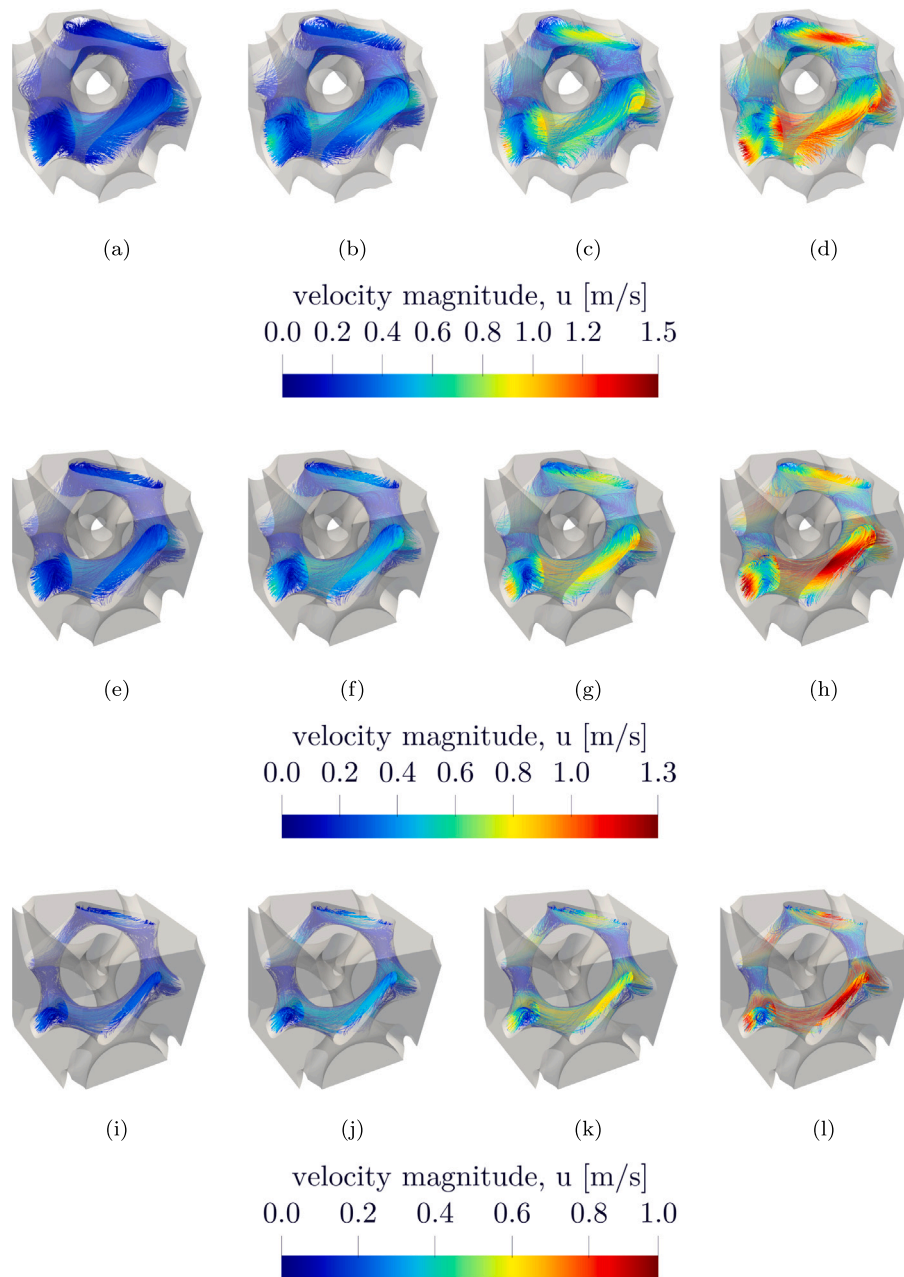 (a) (b) (c) (d)
velocity magnitude, u [m/s]
0.0 0.2 0.4 0.6 0.8 1.0 1.2 1.5
(e) (f) (g) (h)
velocity magnitude, u [m/s]
0.0 0.2 0.4 0.6 0.8 1.0 1.3
(i) (j) (k) (l)
velocity magnitude, u [m/s]
0.0 0.2 0.4 0.6 0.8 1.0